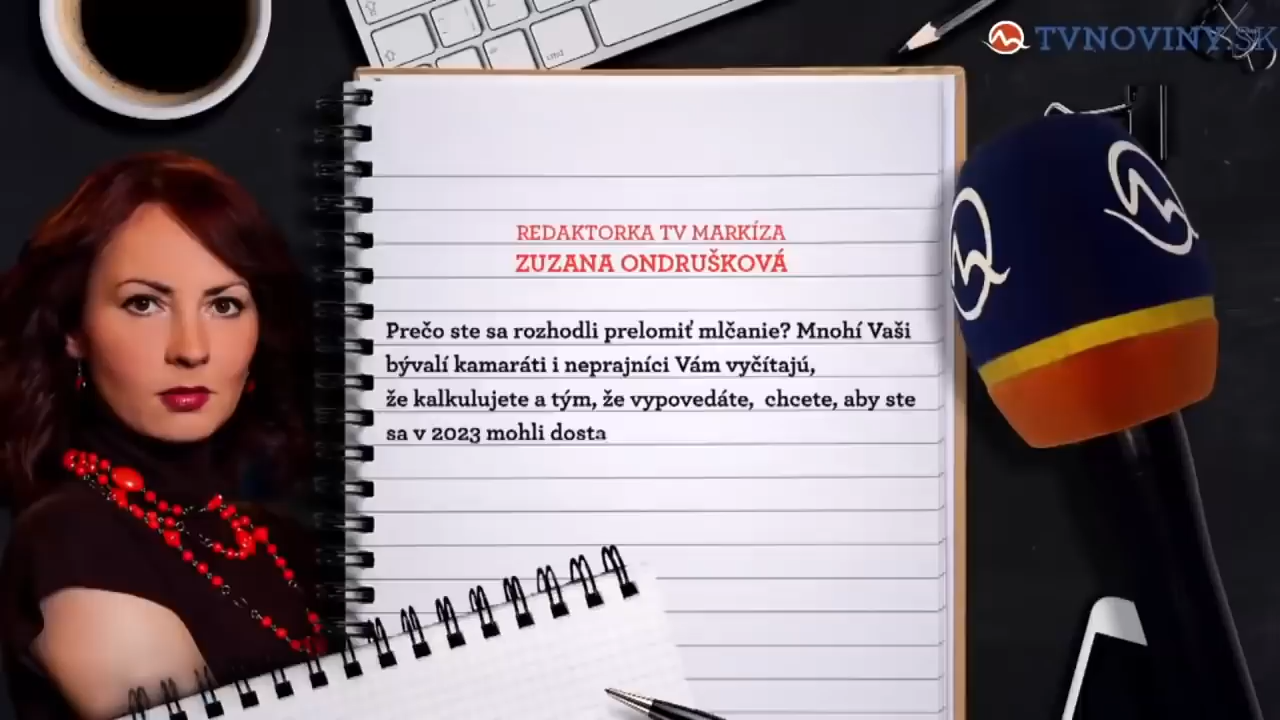 TVNOVINY.SK
REDAKTORKA TV MARKÍZA
ZUZANA ONDRUŠKOVÁ
Prečo ste sa rozhodli prelomiť mlčanie? Mnohí Vaši
bývalí kamaráti i neprajníci Vám vyčítajú,
že kalkulujete a tým, že vypovedáte,  chcete, aby ste
sa v 2023 mohli dosta